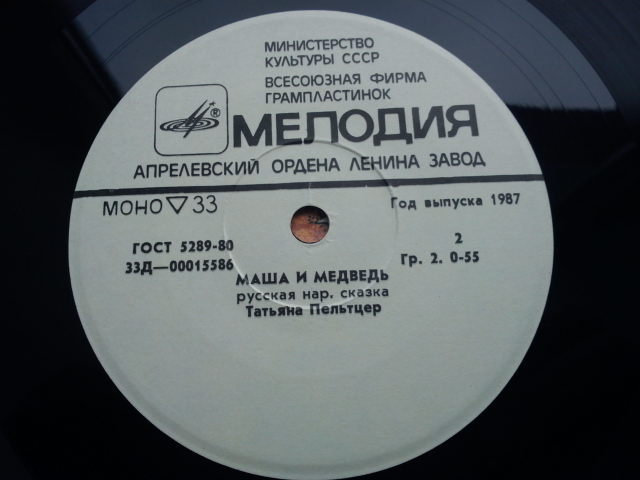 МИНИСТЕРСТВО
КУЛЬТУРЫ СССР
ВСЕСОЮЗНАЯ ФИРМА
ГРАМПЛАСТИНОК
® МЕЛОДИЯ
АПРЕЛЕВСКИЙ ОРДЕНА ЛЕНИНА ЗАВОД
МОНО ▽ 33
Год выпуска 1987
ГОСТ 5289-80
2
33Д—00015586
Гр. 2. 0-55
МАША И МЕДВЕДЬ
русская нар. сказка
Татьяна Пельтцер